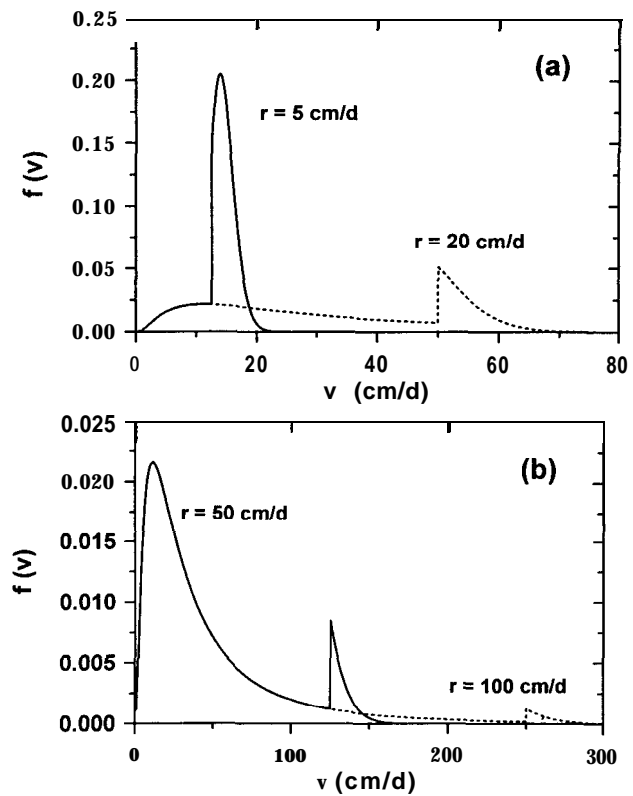 0.25
(a)
0.20
r = 5 cm/d
0.15
f (v)
0.10
r = 20 cm/d
0.05
0.00
0 20 40 60 80
v (cm/d)
0.025
(b)
0.020
r = 50 cm/d
0.015
f (v)
0.010
0.005
r = 100 cm/d
0.000
0 100 200 300
v (cm/d)